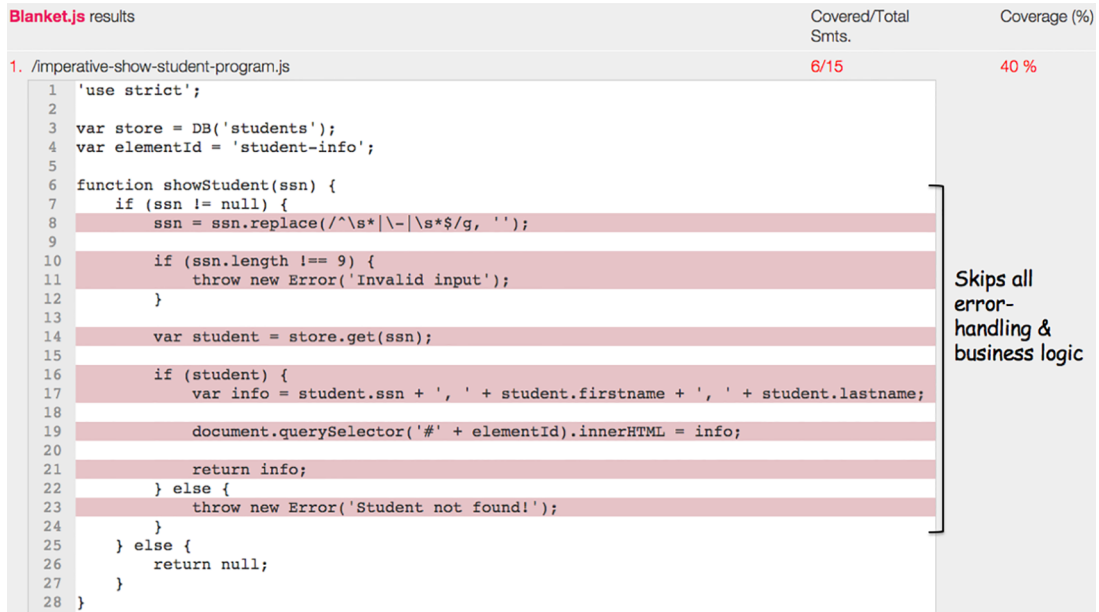 Blanket.js results
Covered/Total Smts.
Coverage (%)
1. /imperative-show-student-program.js
6/15
40 %
1 'use strict';
2
3 var store = DB('students');
4 var elementId = 'student-info';
5
6 function showStudent(ssn) {
7     if (ssn != null) {
8         ssn = ssn.replace(/^\s*|\-|\s*$/g, '');
9
10         if (ssn.length !== 9) {
11             throw new Error('Invalid input');
12         }
13
14         var student = store.get(ssn);
15
16         if (student) {
17             var info = student.ssn + ', ' + student.firstname + ', ' + student.lastname;
18
19             document.querySelector('#' + elementId).innerHTML = info;
20
21             return info;
22         } else {
23             throw new Error('Student not found!');
24         }
25     } else {
26         return null;
27     }
28 }
Skips all
error-
handling &
business logic